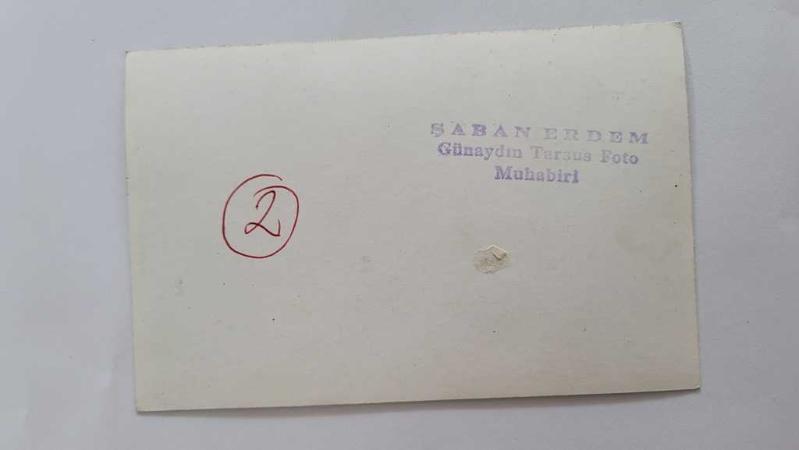 ŞABAN ERDEM
Günaydın Tarsus Foto
Muhabiri
2